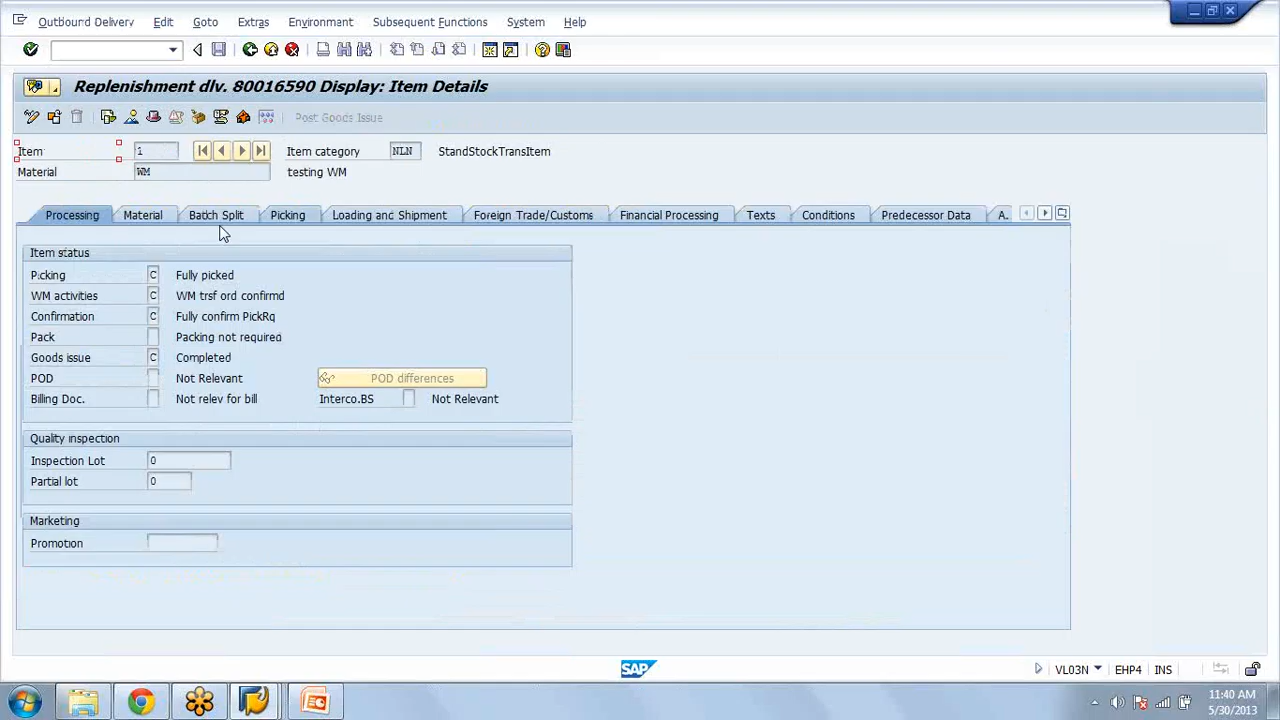 Outbound Delivery Edit Goto Extras Environment Subsequent Functions System Help
Replenishment dlv. 80016590 Display: Item Details
Post Goods Issue
Item 1 Item category NLN StandStockTransItem
Material WM testing WM
Processing Material Batch Split Picking Loading and Shipment Foreign Trade/Customs Financial Processing Texts Conditions Predecessor Data A.
Item status
Picking C Fully picked
WM activities C WM trsf ord confirmd
Confirmation C Fully confirm PickRq
Pack Packing not required
Goods issue C Completed
POD Not Relevant POD differences
Billing Doc. Not relev for bill Interco.BS Not Relevant
Quality inspection
Inspection Lot 0
Partial lot 0
Marketing
Promotion
SAP VL03N EHP4 INS
11:40 AM
5/30/2013